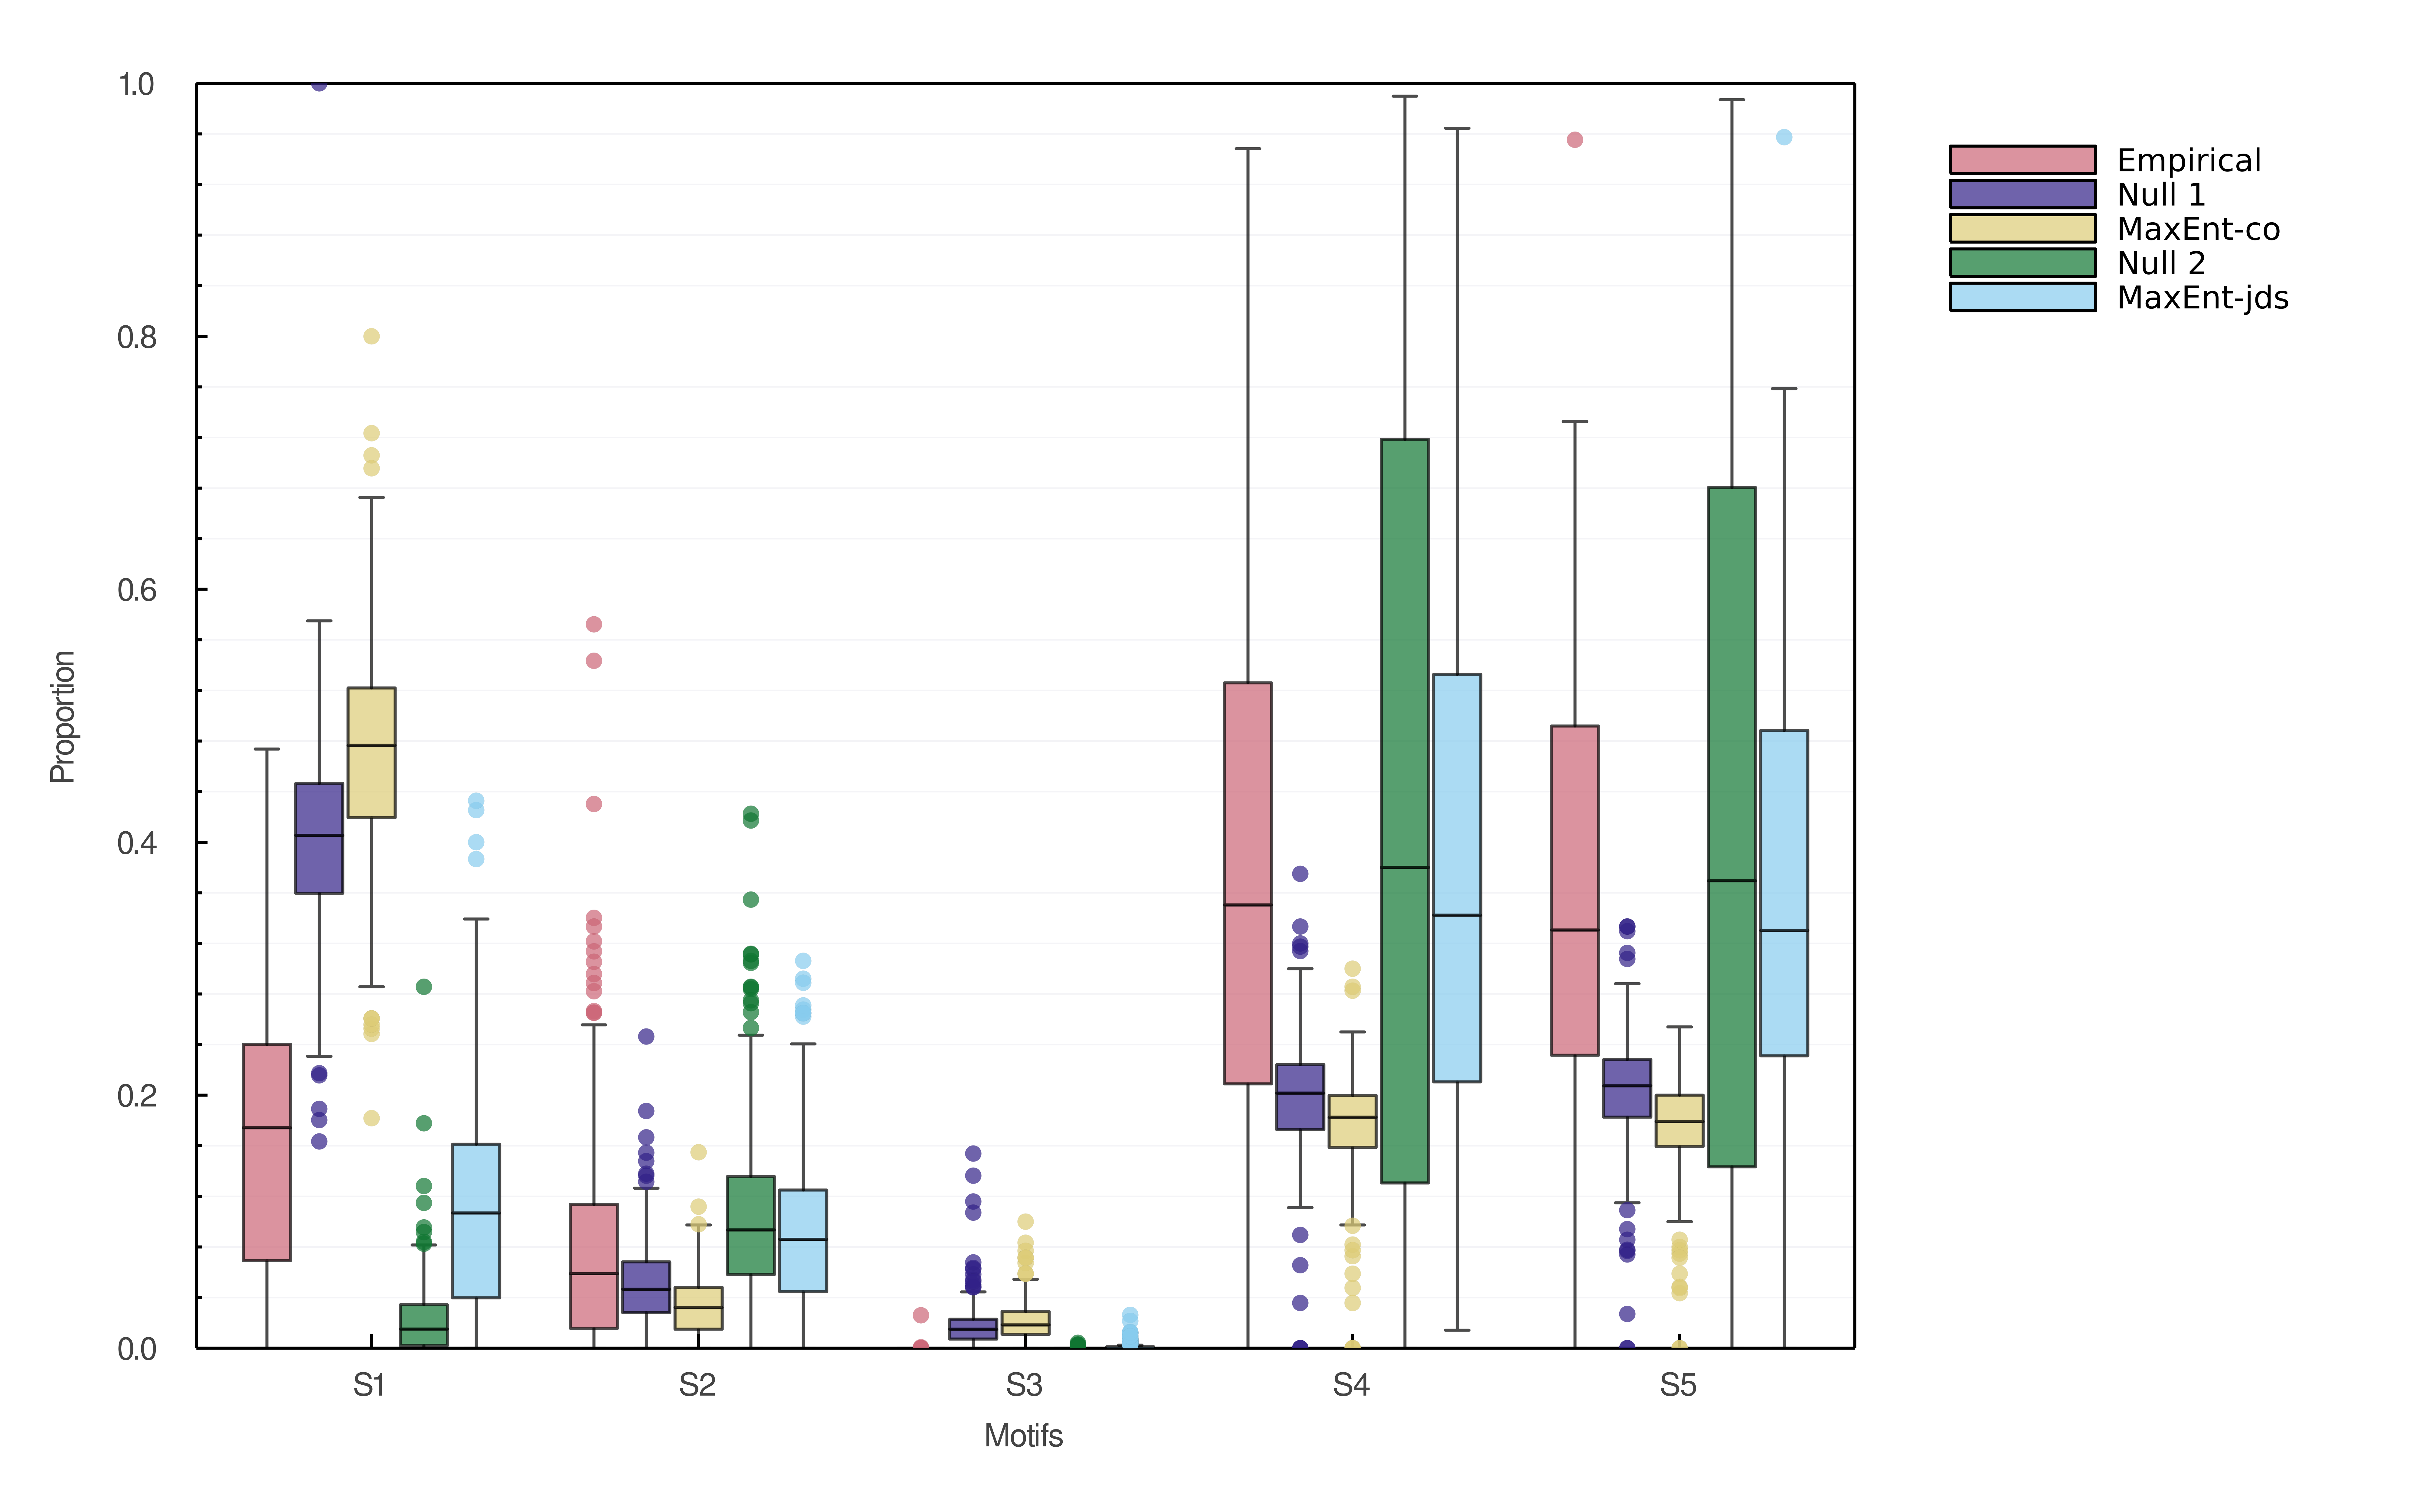 1.0
0.8
0.6
0.4
0.2
0.0
Proportion
S1 S2 S3 S4 S5
Motifs
Empirical
Null 1
MaxEnt-co
Null 2
MaxEnt-jds